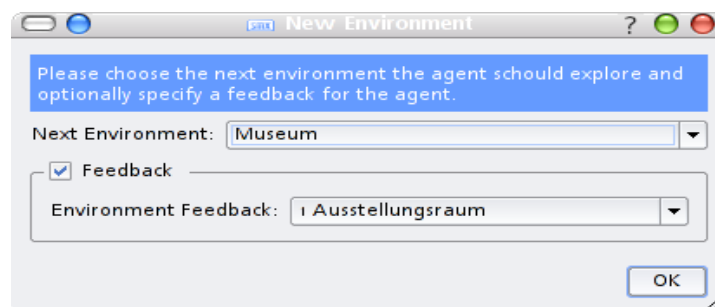 New Environment
?
Please choose the next environment the agent schould explore and
optionally specify a feedback for the agent.
Next Environment: Museum
Feedback
Environment Feedback: ı Ausstellungsraum
OK